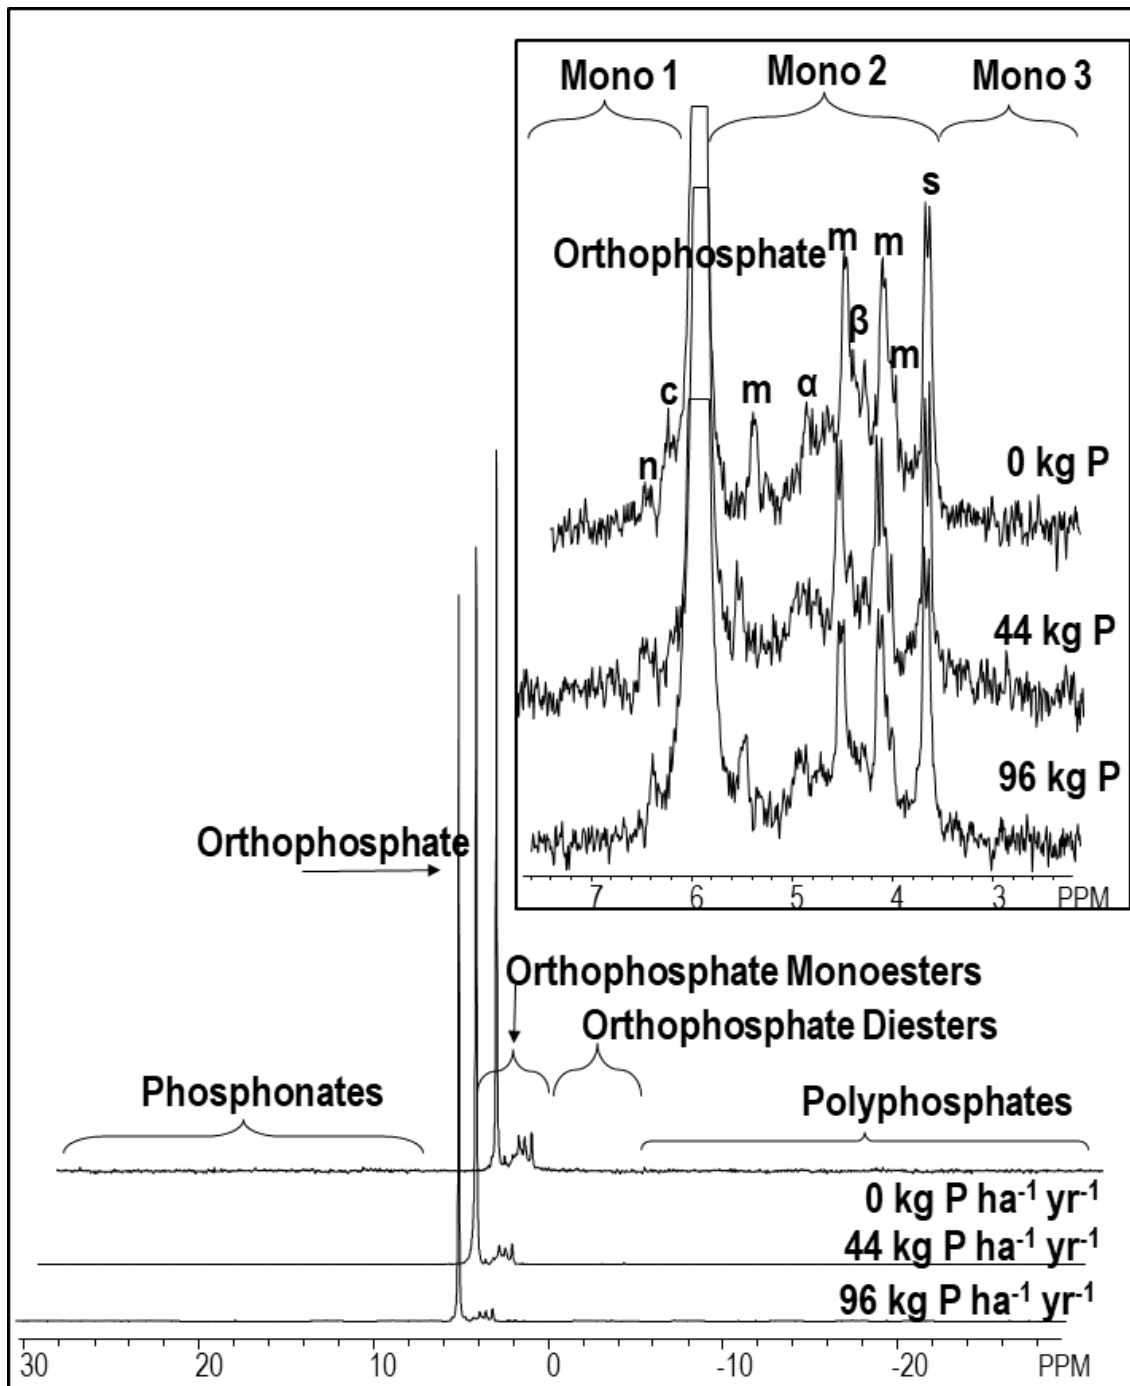 Mono 1 Mono 2 Mono 3
s
Orthophosphate m m
β
m
c m α
n
0 kg P
44 kg P
96 kg P
7 6 5 4 3 PPM
Orthophosphate
Orthophosphate Monoesters
Orthophosphate Diesters
Phosphonates
Polyphosphates
0 kg P ha⁻¹ yr⁻¹
44 kg P ha⁻¹ yr⁻¹
96 kg P ha⁻¹ yr⁻¹
30 20 10 0 -10 -20 PPM